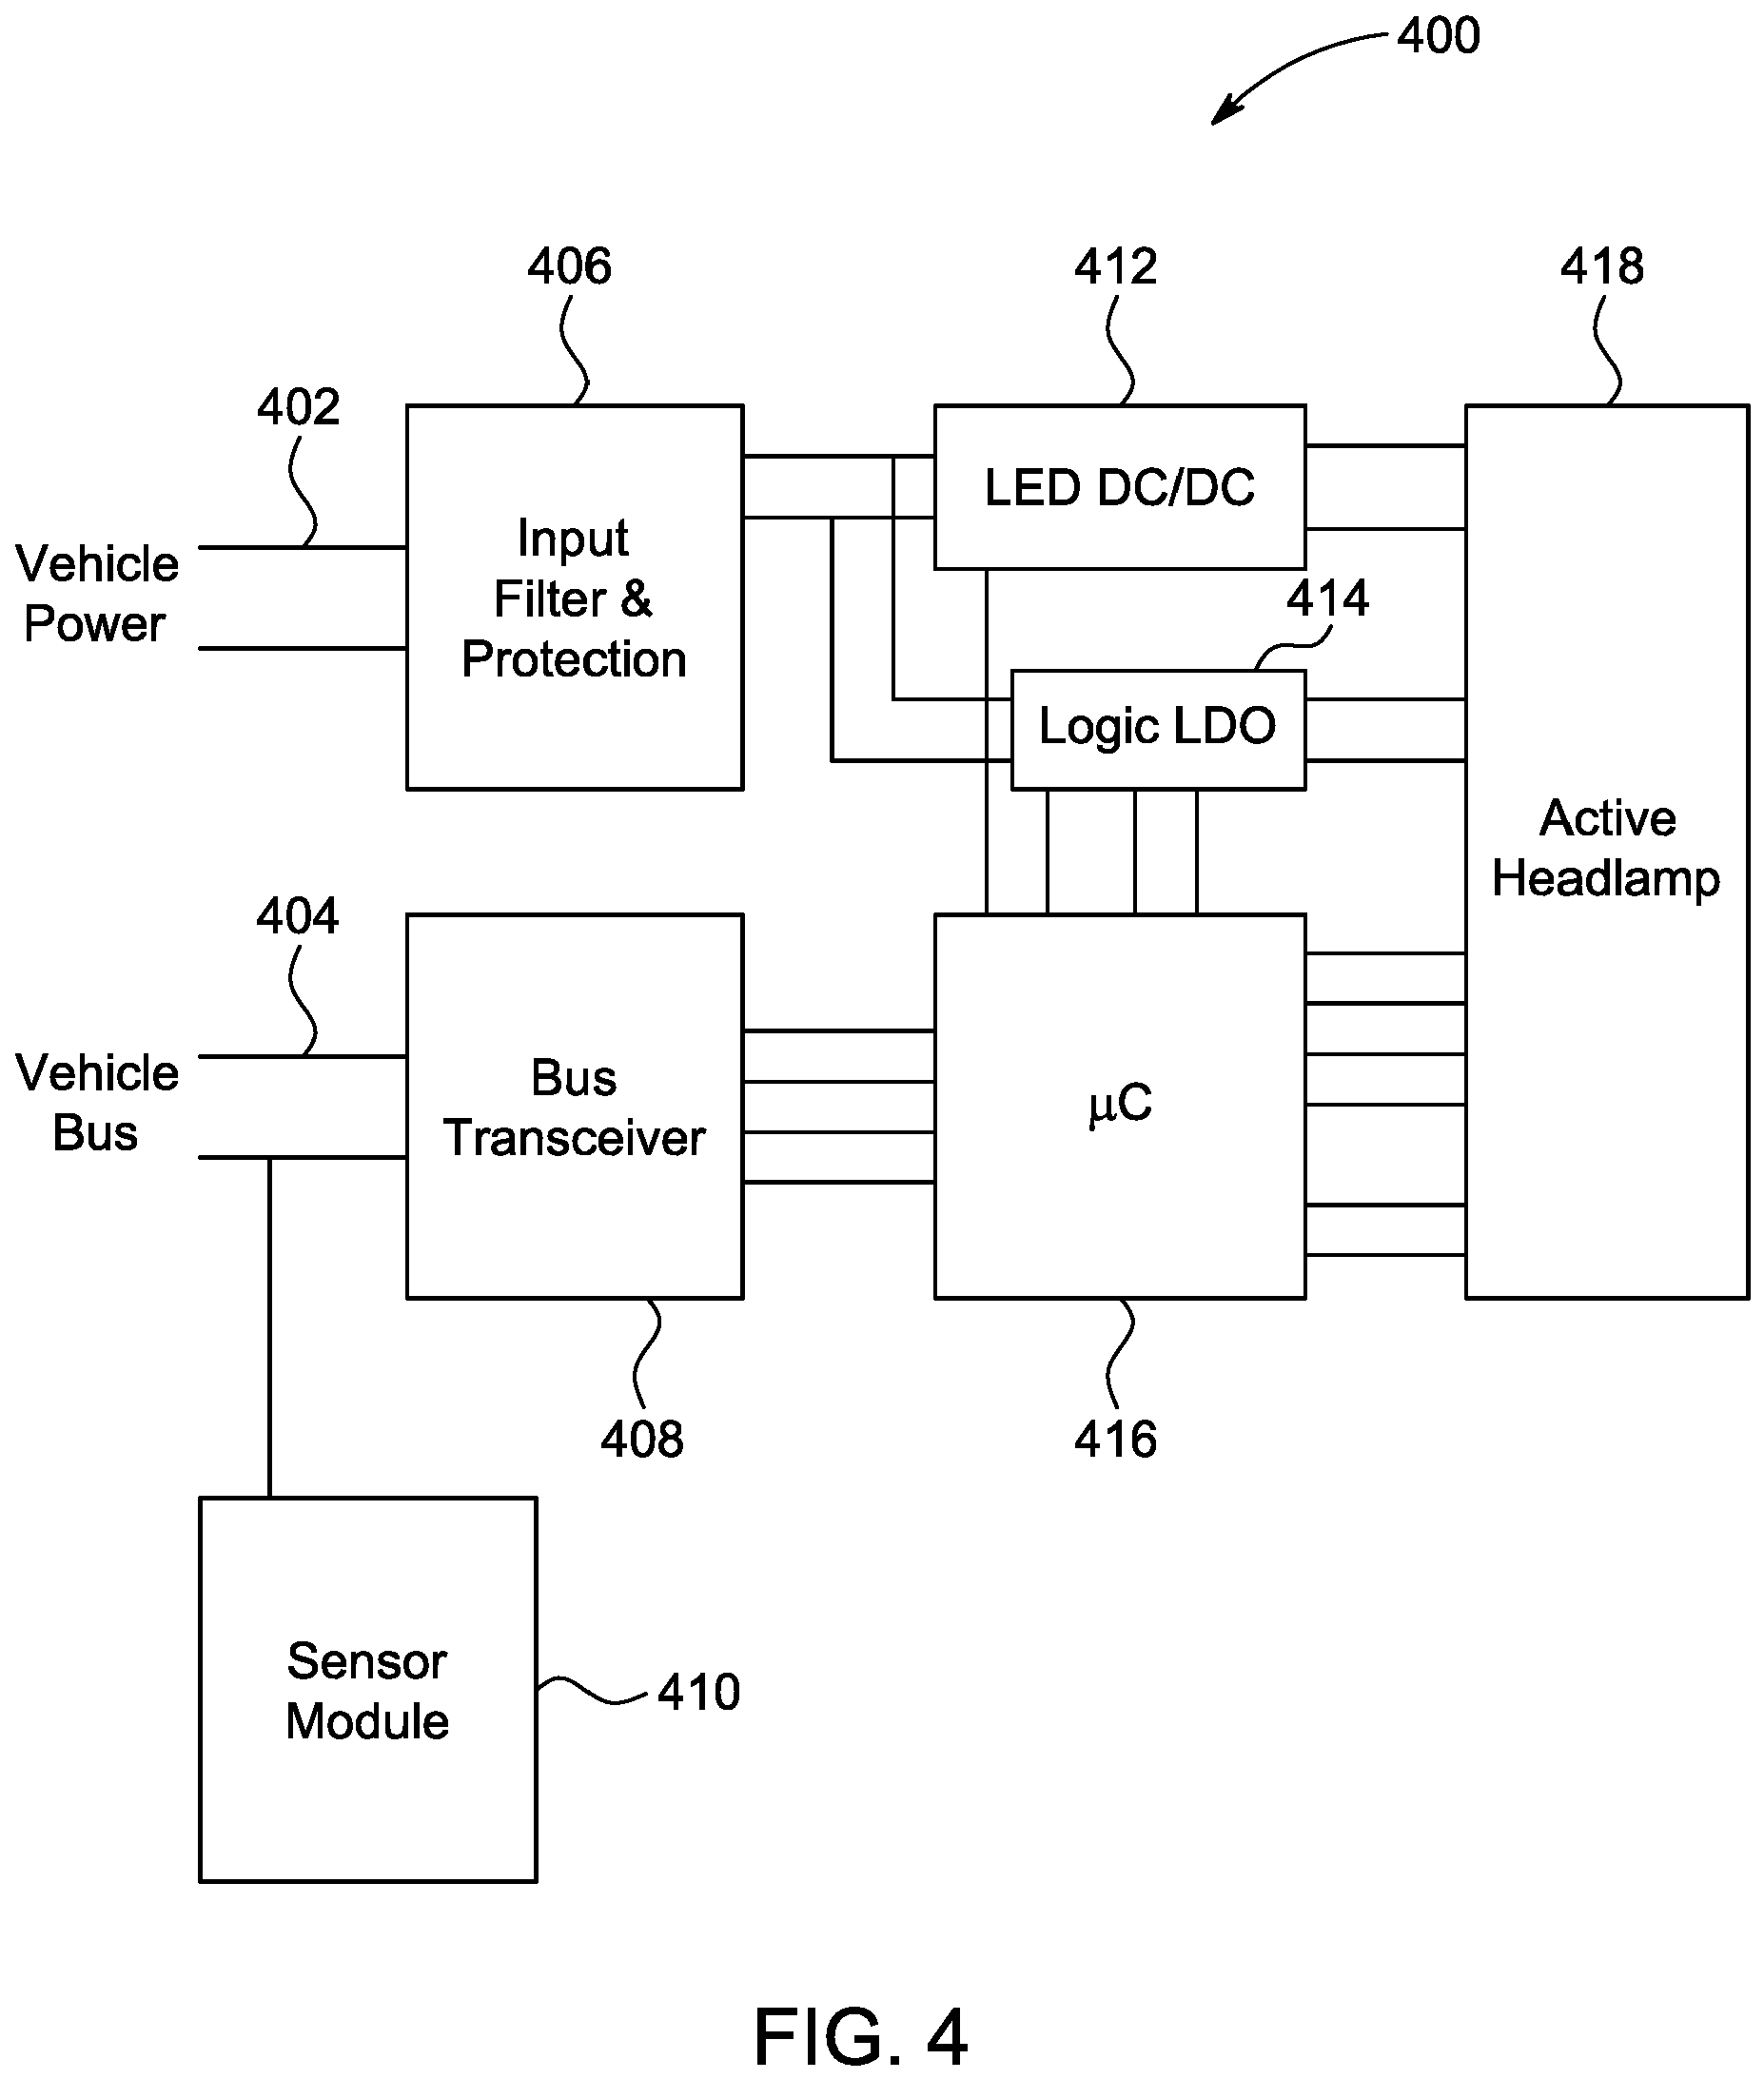 400
406
412
418
402
LED DC/DC
Input
Filter &
Protection
Vehicle
Power
414
Logic LDO
Active
Headlamp
404
Vehicle
Bus
Bus
Transceiver
µC
408
416
Sensor
Module
410
FIG. 4